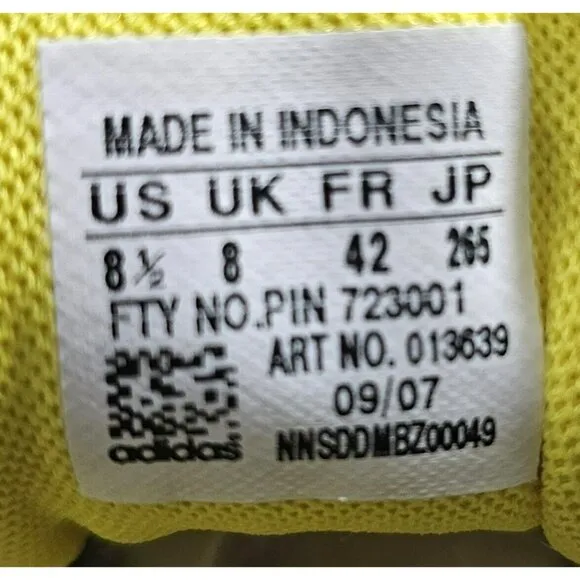 MADE IN INDONESIA
US UK FR JP
8½ 8 42 265
FTY NO.PIN 723001
ART NO. 013639
09/07
NNSDDMBZ00049
adidas